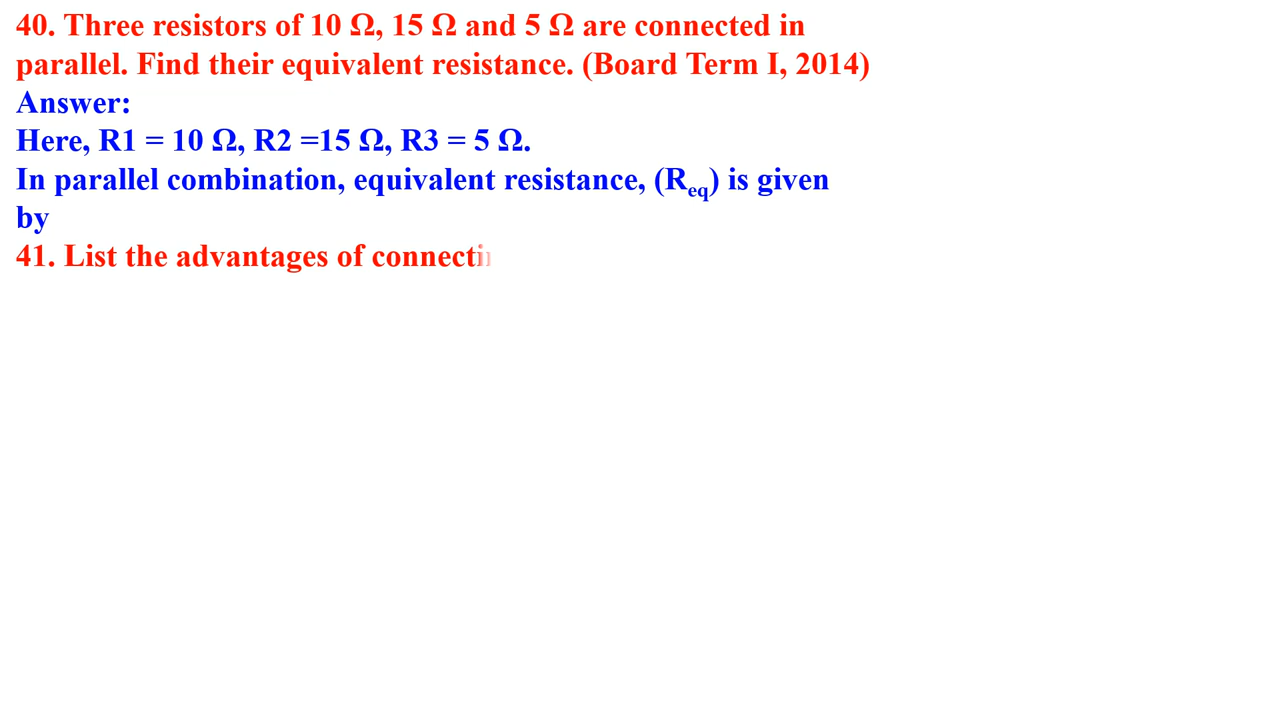 40. Three resistors of 10 Ω, 15 Ω and 5 Ω are connected in
parallel. Find their equivalent resistance. (Board Term I, 2014)
Answer:
Here, R1 = 10 Ω, R2 =15 Ω, R3 = 5 Ω.
In parallel combination, equivalent resistance, (Req) is given
by
41. List the advantages of